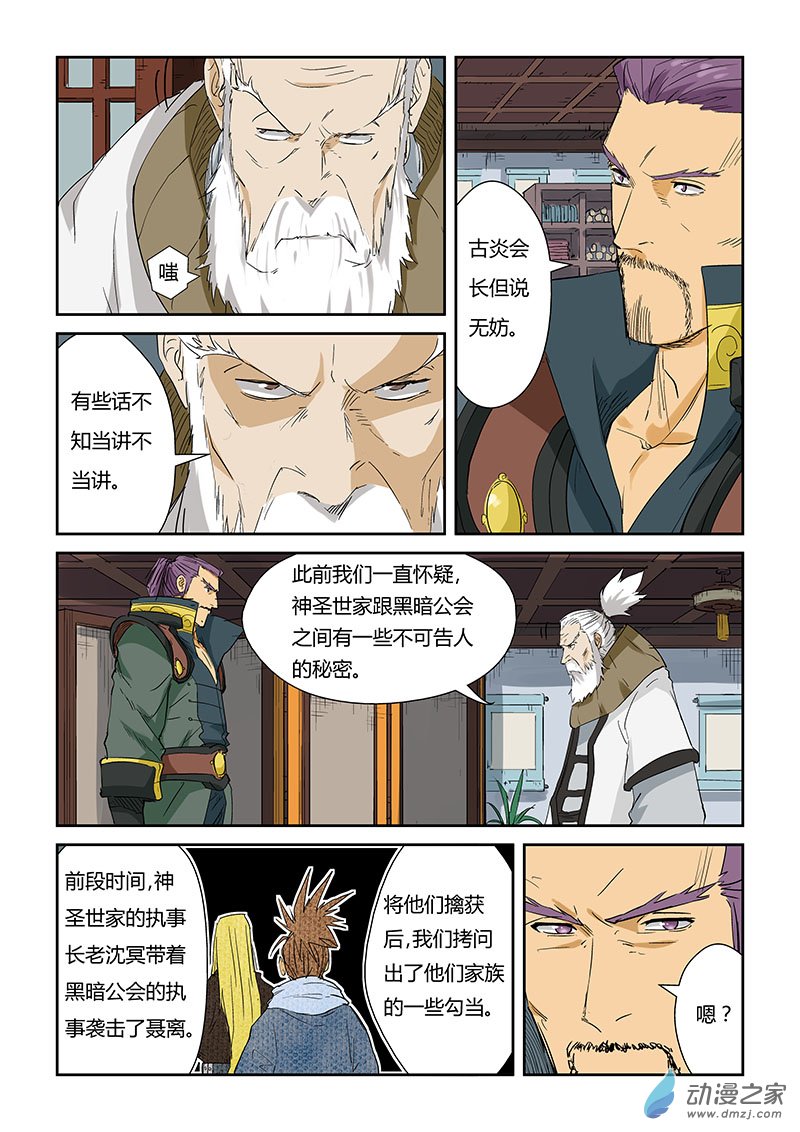 嗤
古炎会
长但说
无妨。
有些话不
知当讲不
当讲。
此前我们一直怀疑，
神圣世家跟黑暗公会
之间有一些不可告人
的秘密。
前段时间，神
圣世家的执事
长老沈冥带着
黑暗公会的执
事袭击了聂离。
将他们擒获
后，我们拷问
出了他们家族
的一些勾当。
嗯？
动漫之家
www.dmzj.com